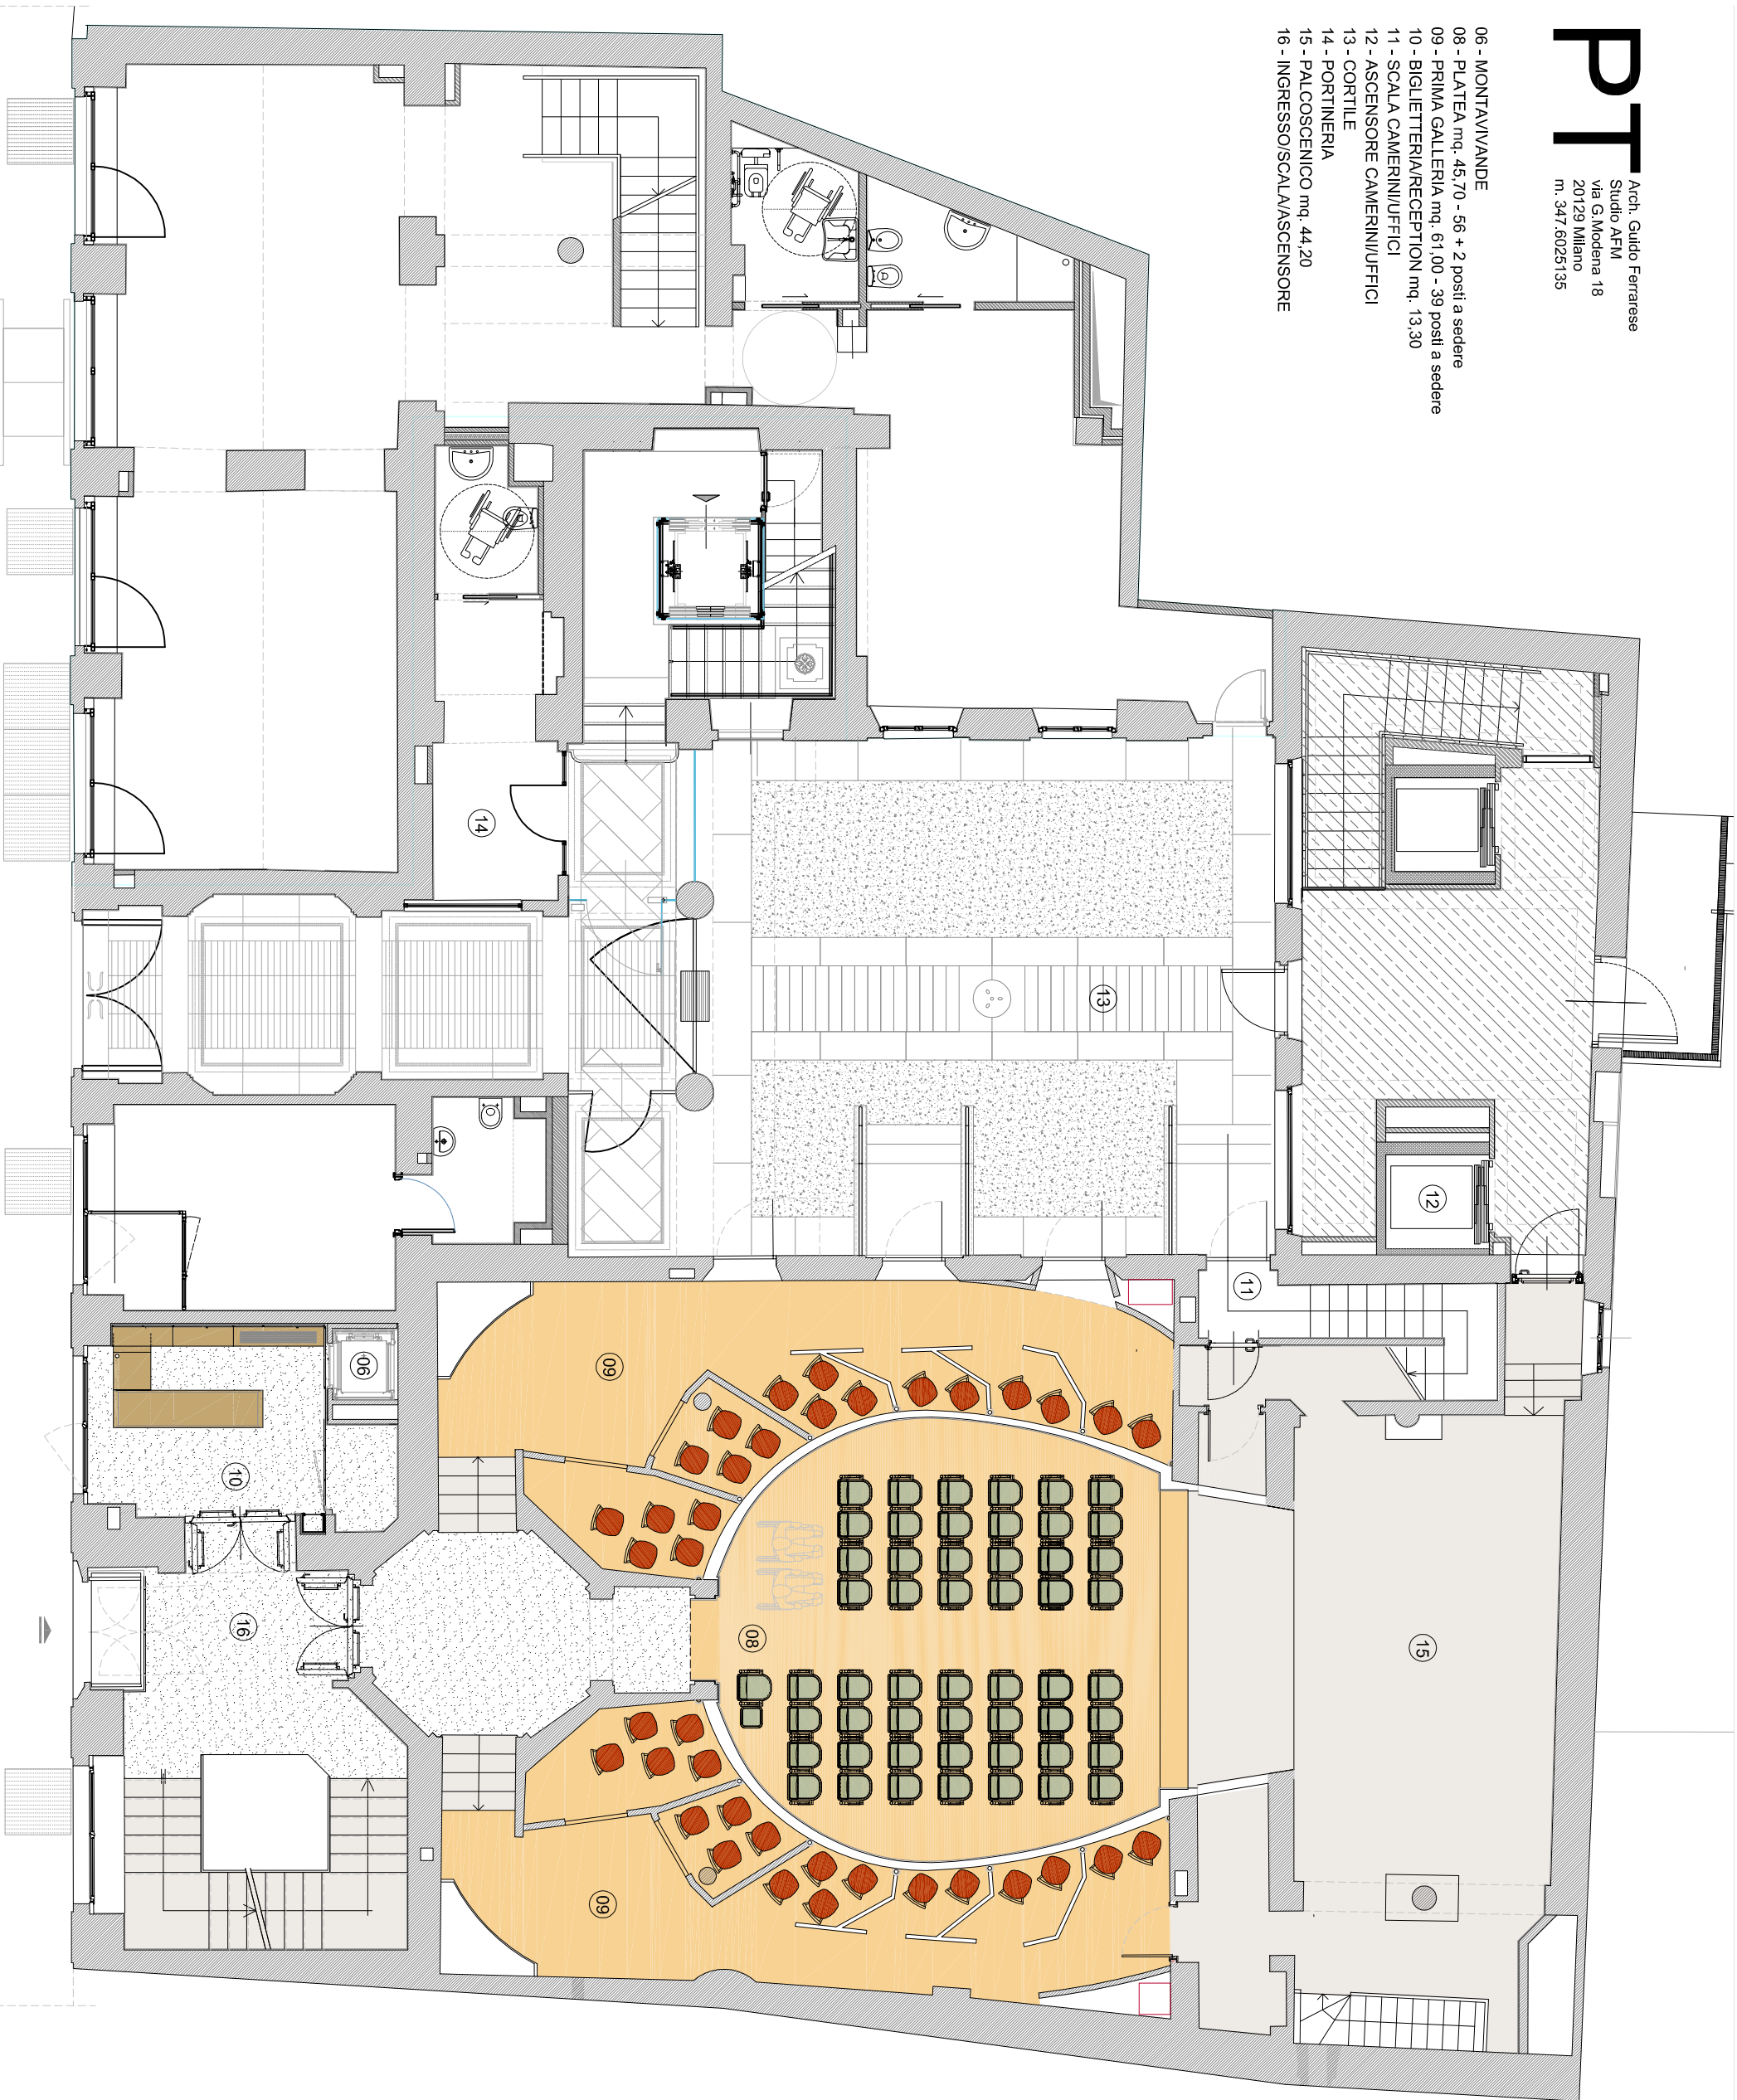 PT
Arch. Guido Ferrarese
Studio AFM
via G.Modena 18
20129 Milano
m. 347.6025135
06 - MONTAVIVANDE
08 - PLATEA mq. 45,70 - 56 + 2 posti a sedere
09 - PRIMA GALLERIA mq. 61,00 - 39 posti a sedere
10 - BIGLIETTERIA/RECEPTION mq. 13,30
11 - SCALA CAMERINI/UFFICI
12 - ASCENSORE CAMERINI/UFFICI
13 - CORTILE
14 - PORTINERIA
15 - PALCOSCENICO mq. 44,20
16 - INGRESSO/SCALA/ASCENSORE
14
13
12
11
09
06
10
16
08
15
09